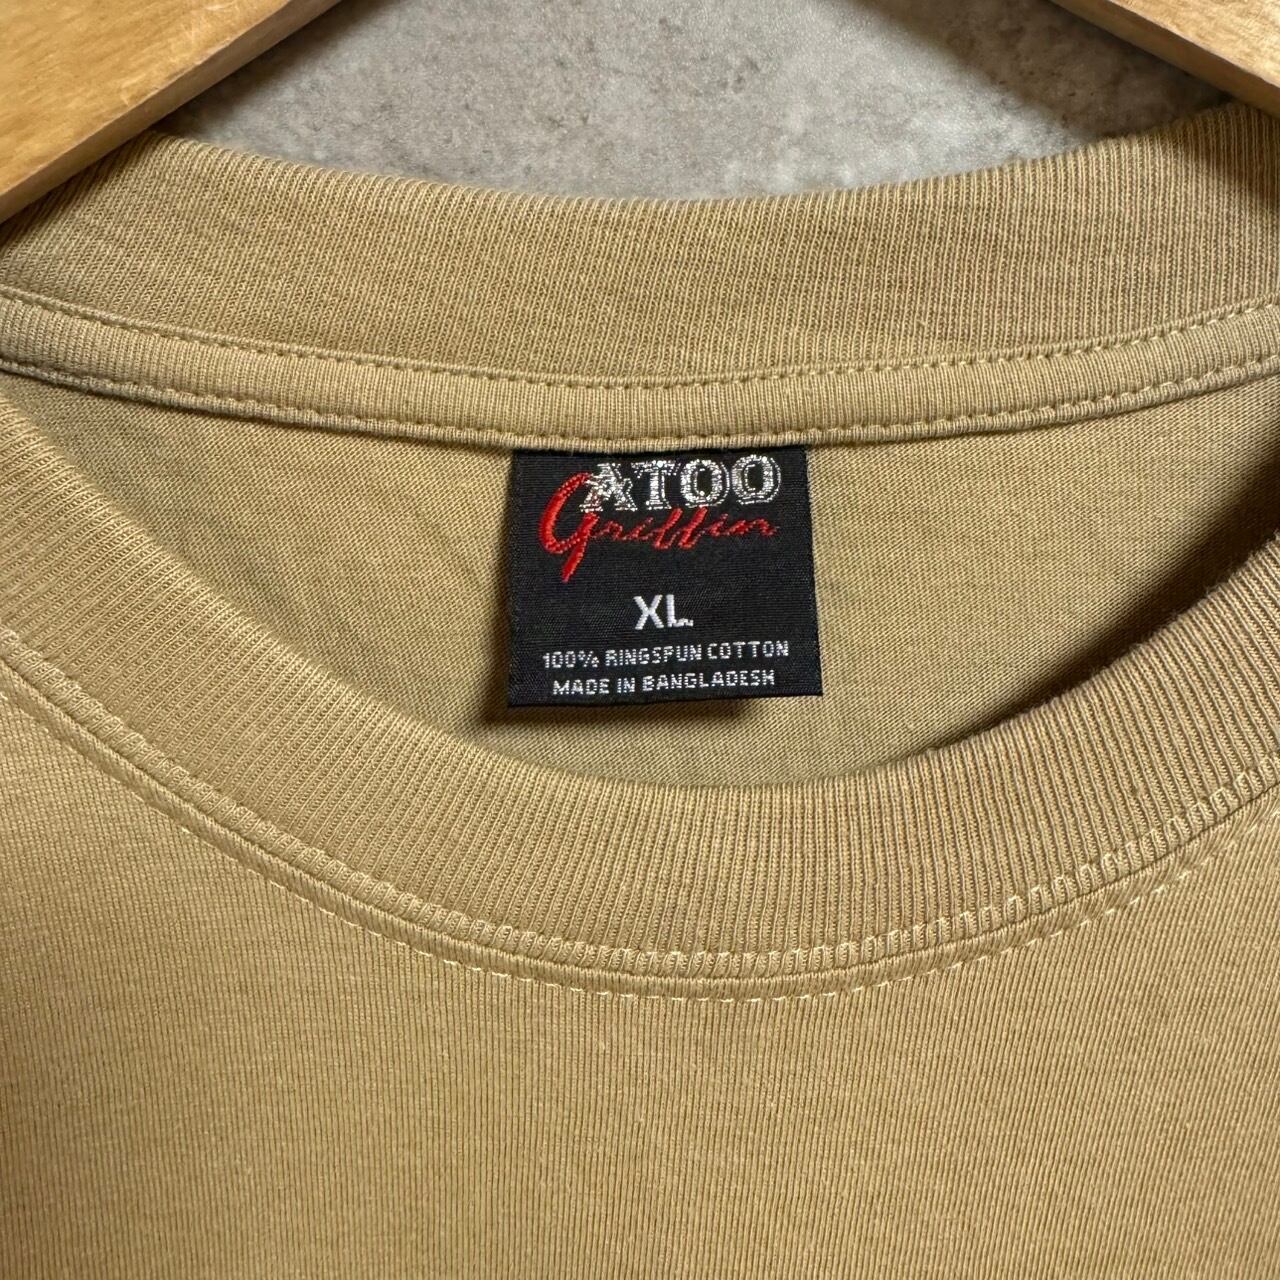 ATOO
Griffin
XL
100% RINGSPUN COTTON
MADE IN BANGLADESH